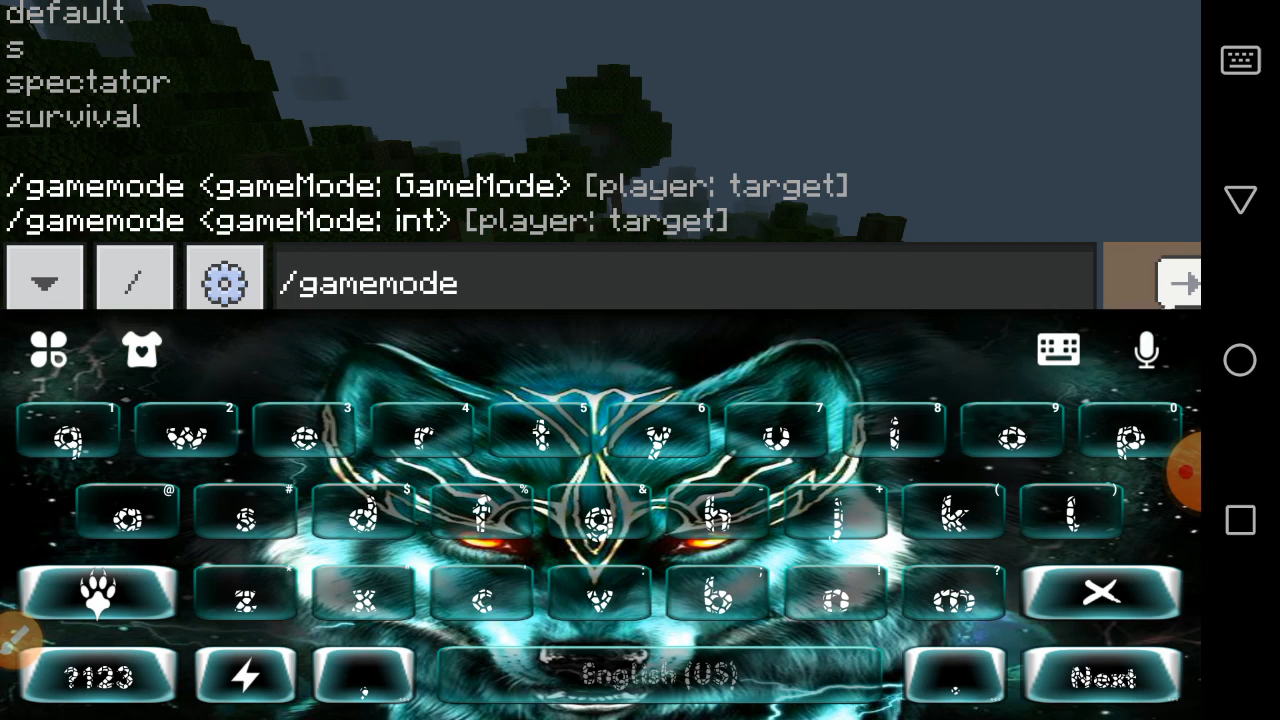 default
s
spectator
survival
/gamemode <gameMode: GameMode> [player: target]
/gamemode <gameMode: int> [player: target]
/
/gamemode
1 2 3 4 5 6 7 8 9 0
q w e r t y u i o p
@ # $ % & - + ( )
a s d f g h j k l
* " ' : ; ! ?
z x c v b n m
?123 , English (US) . Next